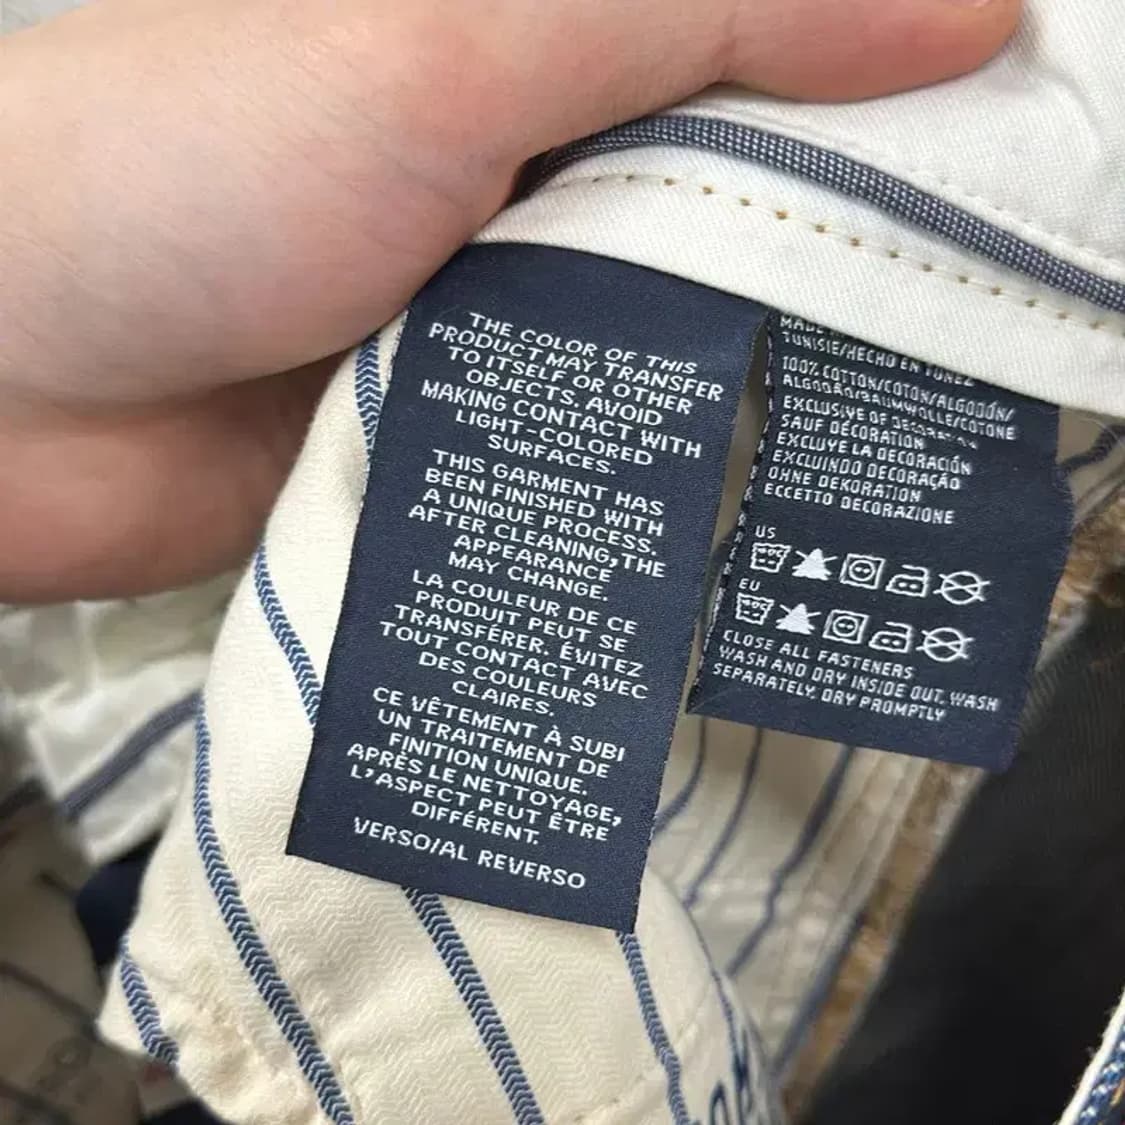 THE COLOR OF THIS
PRODUCT MAY TRANSFER
TO ITSELF OR OTHER
OBJECTS. AVOID
MAKING CONTACT WITH
LIGHT-COLORED
SURFACES.
THIS GARMENT HAS
BEEN FINISHED WITH
A UNIQUE PROCESS.
AFTER CLEANING, THE
APPEARANCE
MAY CHANGE.
LA COULEUR DE CE
PRODUIT PEUT SE
TRANSFÉRER. ÉVITEZ
TOUT CONTACT AVEC
DES COULEURS
CLAIRES.
CE VÊTEMENT À SUBI
UN TRAITEMENT DE
FINITION UNIQUE.
APRÈS LE NETTOYAGE,
L'ASPECT PEUT ÊTRE
DIFFÉRENT.
VERSO/AL REVERSO
TUNISIE/HECHO EN TÚNEZ
100% COTTON/COTON/ALGODÓN/
ALGODÃO/BAUMWOLLE/COTONE
EXCLUSIVE OF DECORATION
SAUF DÉCORATION
EXCLUYE LA DECORACIÓN
EXCLUINDO DECORAÇÃO
OHNE DEKORATION
ECCETTO DECORAZIONE
US
EU
CLOSE ALL FASTENERS
WASH AND DRY INSIDE OUT, WASH
SEPARATELY, DRY PROMPTLY